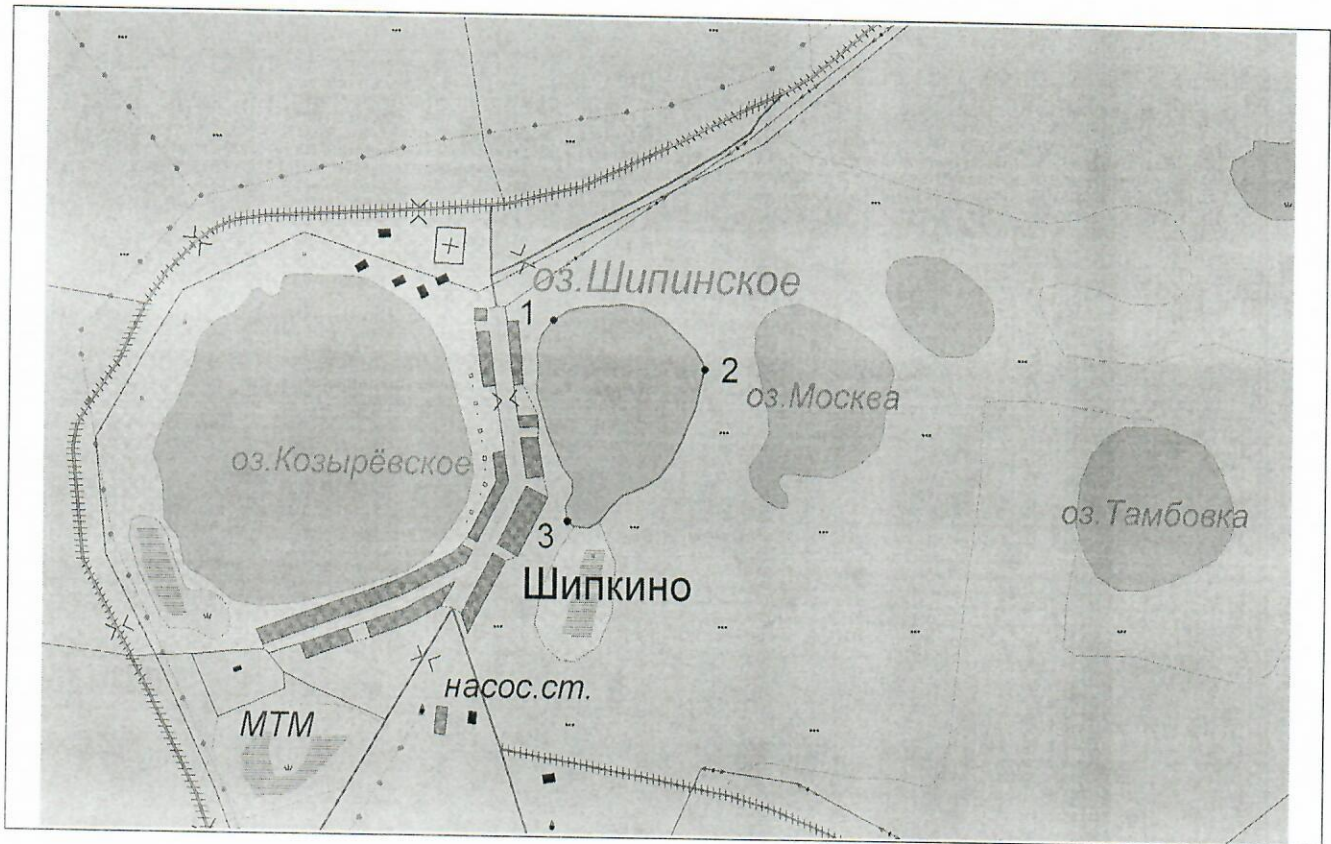 оз.Шипинское
1
2
оз.Москва
оз.Козырёвское
оз.Тамбовка
3
Шипкино
насос.ст.
МТМ